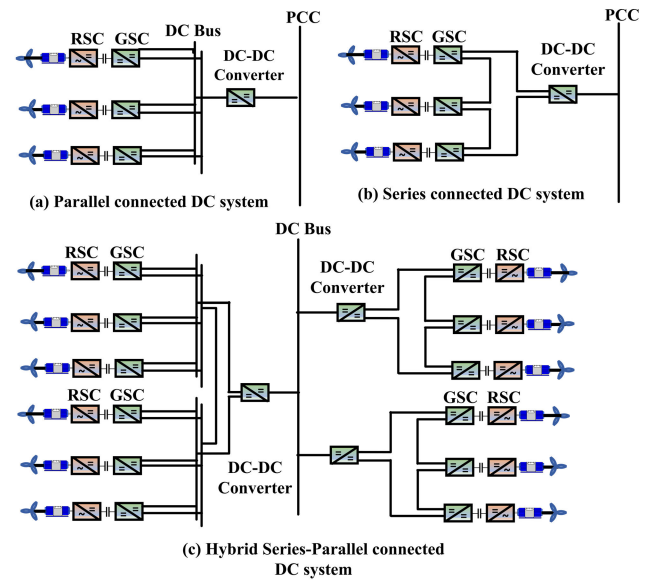 PCC
DC Bus
RSC GSC
DC-DC
Converter
(a) Parallel connected DC system
PCC
RSC GSC
DC-DC
Converter
(b) Series connected DC system
DC Bus
RSC GSC
RSC GSC
DC-DC
Converter
DC-DC
Converter
GSC RSC
GSC RSC
(c) Hybrid Series-Parallel connected
DC system